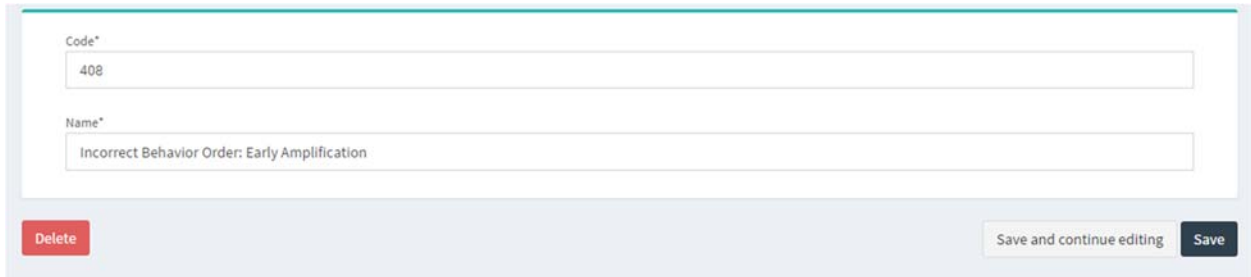 Code*
408
Name*
Incorrect Behavior Order: Early Amplification
Delete
Save and continue editing
Save